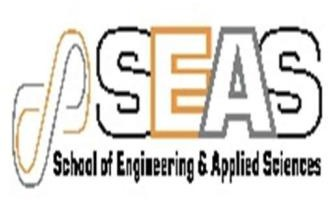 SEAS
School of Engineering & Applied Sciences